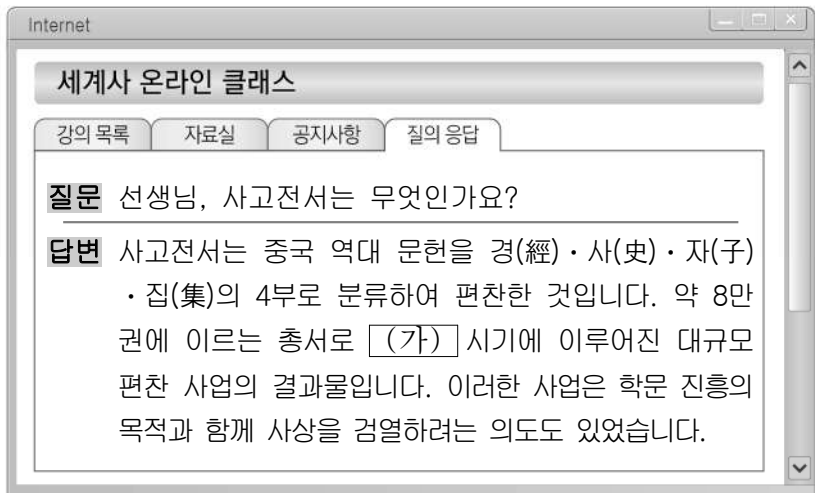 Internet
세계사 온라인 클래스
강의 목록 자료실 공지사항 질의 응답
질문 선생님, 사고전서는 무엇인가요?
답변 사고전서는 중국 역대 문헌을 경(經)・사(史)・자(子)
・집(集)의 4부로 분류하여 편찬한 것입니다. 약 8만
권에 이르는 총서로 (가) 시기에 이루어진 대규모
편찬 사업의 결과물입니다. 이러한 사업은 학문 진흥의
목적과 함께 사상을 검열하려는 의도도 있었습니다.